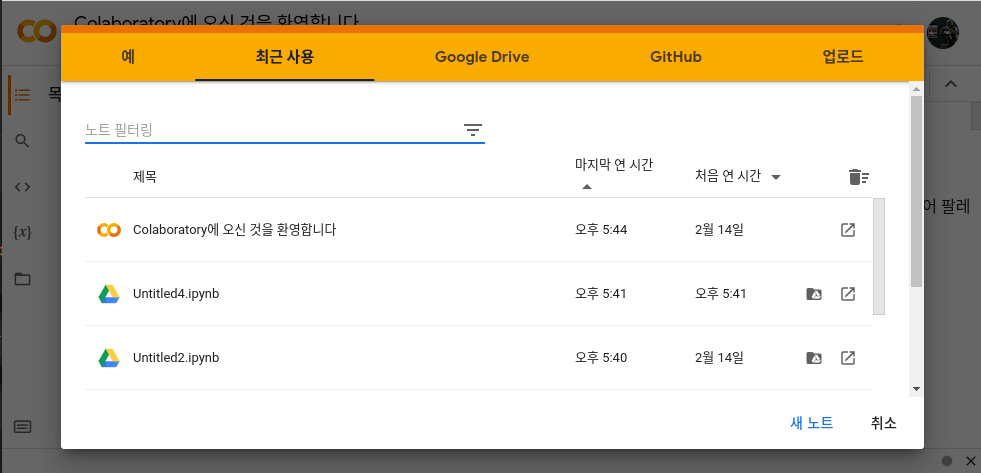 Colaboratory에 오신 것을 환영합니다
예 최근 사용 Google Drive GitHub 업로드
노트 필터링
제목 마지막 연 시간 처음 연 시간
Colaboratory에 오신 것을 환영합니다 오후 5:44 2월 14일
{x} 어 팔레
Untitled4.ipynb 오후 5:41 오후 5:41
Untitled2.ipynb 오후 5:40 2월 14일
새 노트 취소